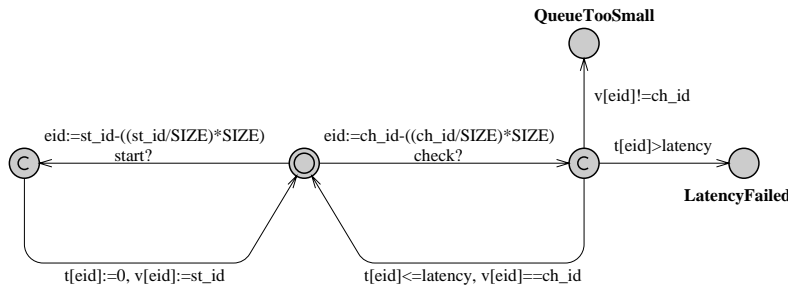 QueueTooSmall
v[eid]!=ch_id
eid:=st_id-((st_id/SIZE)*SIZE)
start?
eid:=ch_id-((ch_id/SIZE)*SIZE)
check?
t[eid]>latency
C
C
LatencyFailed
t[eid]:=0, v[eid]:=st_id
t[eid]<=latency, v[eid]==ch_id